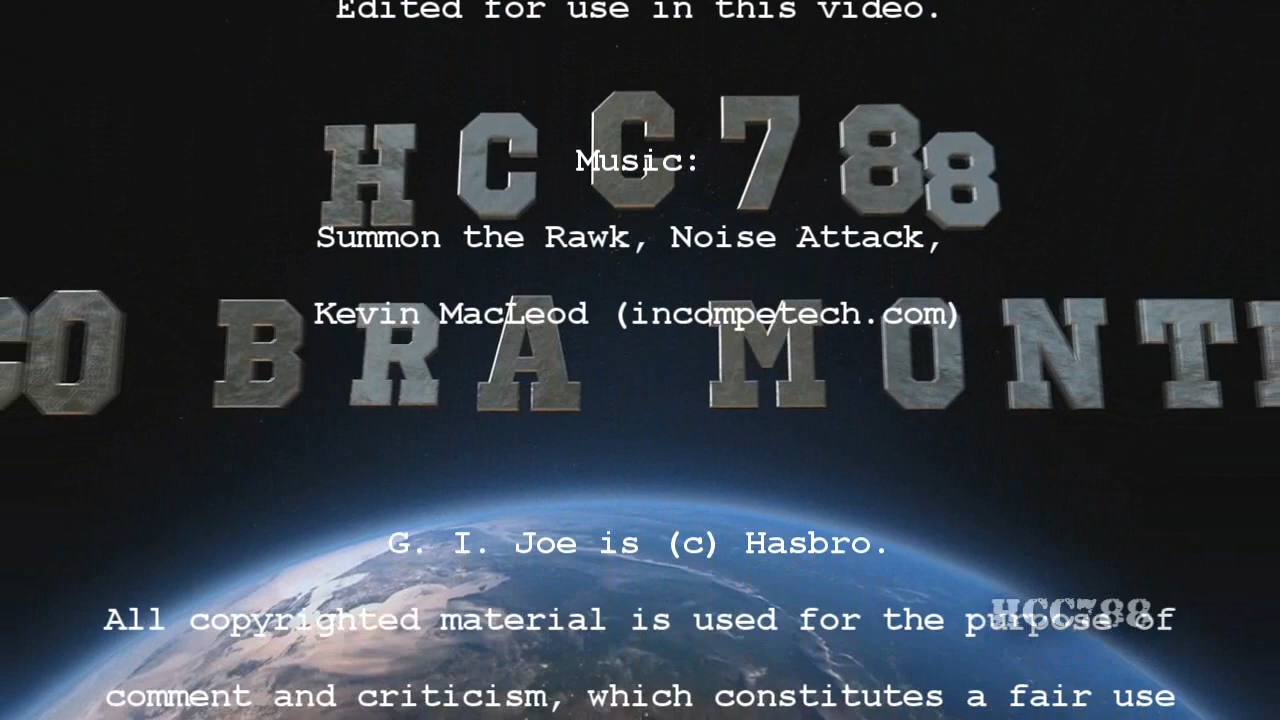 Edited for use in this video.
HCC788
Music:
Summon the Rawk, Noise Attack,
Kevin MacLeod (incompetech.com)
BRA MONT
G. I. Joe is (c) Hasbro.
HCC788
All copyrighted material is used for the purpose of
comment and criticism, which constitutes a fair use